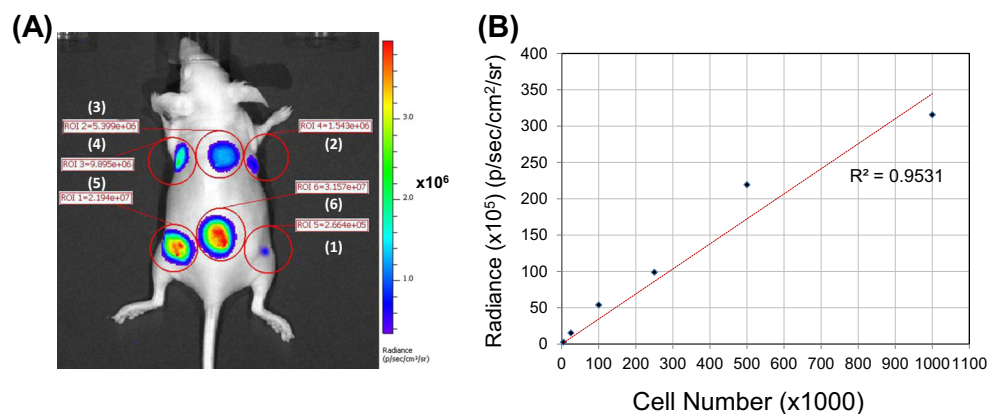 (A)
(3)
ROI 2=5.399e+06
(4)
ROI 3=9.895e+06
(5)
ROI 1=2.194e+07
ROI 4=1.543e+06
(2)
ROI 6=3.157e+07
(6)
ROI 5=2.664e+05
(1)
3.0
x10⁶
2.0
1.0
Radiance
(p/sec/cm²/sr)
(B)
Radiance (x10⁵) (p/sec/cm²/sr)
400
350
300
250
200
150
100
50
0
R² = 0.9531
0 100 200 300 400 500 600 700 800 900 1000 1100
Cell Number (x1000)